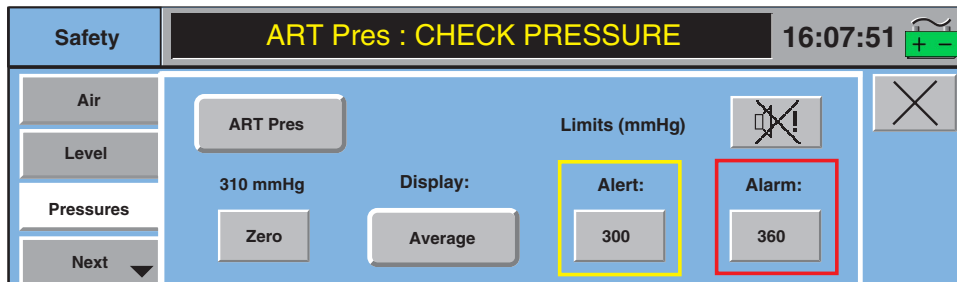 Safety
ART Pres : CHECK PRESSURE
16:07:51
Air
Level
Pressures
Next
ART Pres
Limits (mmHg)
310 mmHg
Display:
Alert:
Alarm:
Zero
Average
300
360